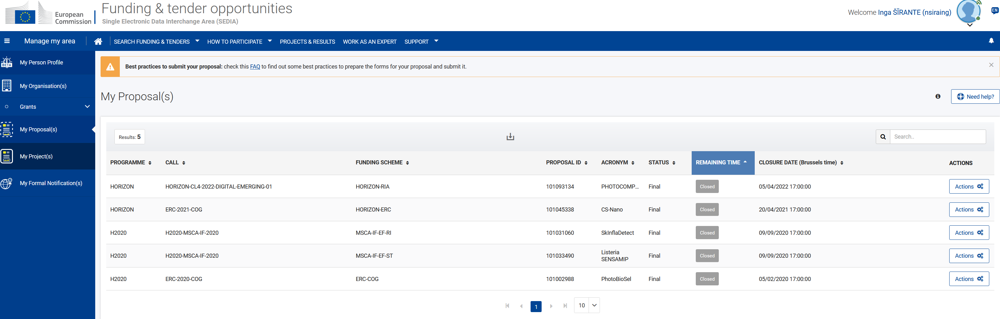 European
Commission
Funding & tender opportunities
Single Electronic Data Interchange Area (SEDIA)
Welcome Inga ŠĪRANTE (nsiraing)
EN
Manage my area
SEARCH FUNDING & TENDERS HOW TO PARTICIPATE PROJECTS & RESULTS WORK AS AN EXPERT SUPPORT
BETA
My Person Profile
My Organisation(s)
Grants
My Proposal(s)
My Project(s)
My Formal Notification(s)
Best practices to submit your proposal: check this FAQ to find out some best practices to prepare the forms for your proposal and submit it.
My Proposal(s)
Need help?
Results: 5
Search..
PROGRAMME CALL FUNDING SCHEME PROPOSAL ID ACRONYM STATUS REMAINING TIME CLOSURE DATE (Brussels time) ACTIONS
HORIZON HORIZON-CL4-2022-DIGITAL-EMERGING-01 HORIZON-RIA 101093134 PHOTOCOMP... Final Closed 05/04/2022 17:00:00 Actions
HORIZON ERC-2021-COG HORIZON-ERC 101045338 CS-Nano Final Closed 20/04/2021 17:00:00 Actions
H2020 H2020-MSCA-IF-2020 MSCA-IF-EF-RI 101031060 SkInflaDetect Final Closed 09/09/2020 17:00:00 Actions
H2020 H2020-MSCA-IF-2020 MSCA-IF-EF-ST 101033490 Listeria SENSAMIP Final Closed 09/09/2020 17:00:00 Actions
H2020 ERC-2020-COG ERC-COG 101002988 PhotoBioSel Final Closed 05/02/2020 17:00:00 Actions
1 10